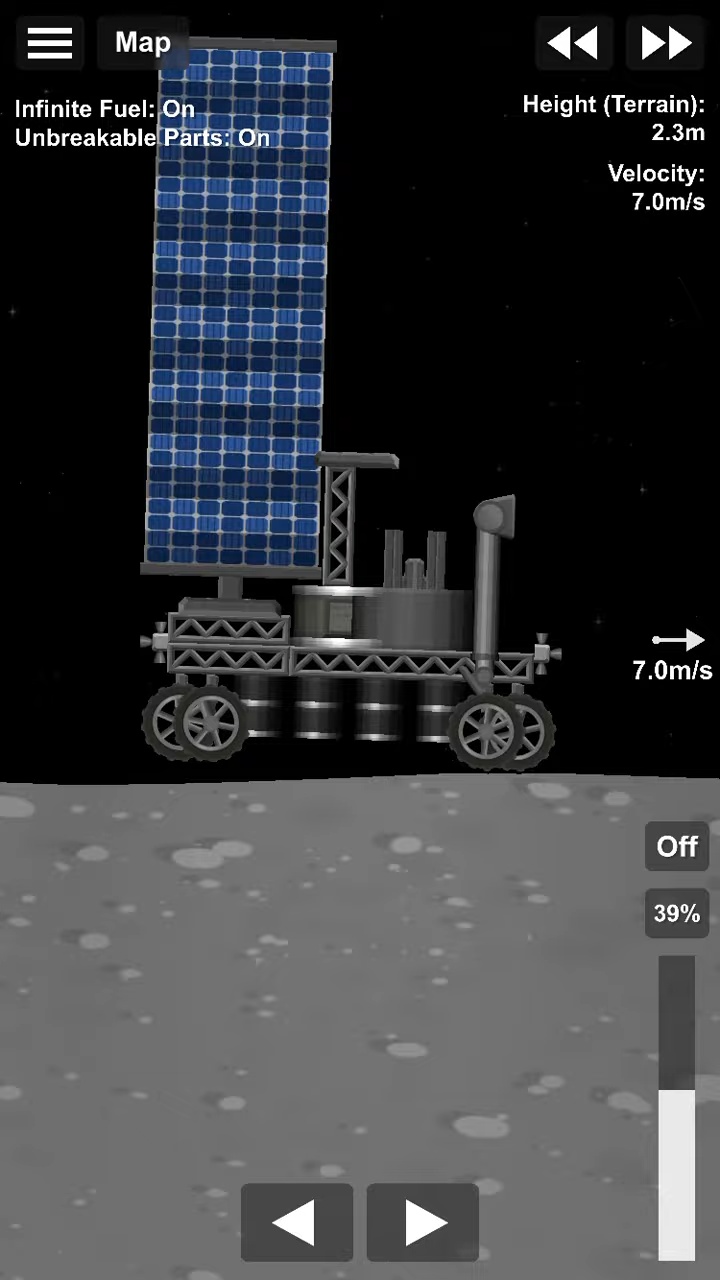 Map
Infinite Fuel: On
Unbreakable Parts: On
Height (Terrain):
2.3m
Velocity:
7.0m/s
7.0m/s
Off
39%